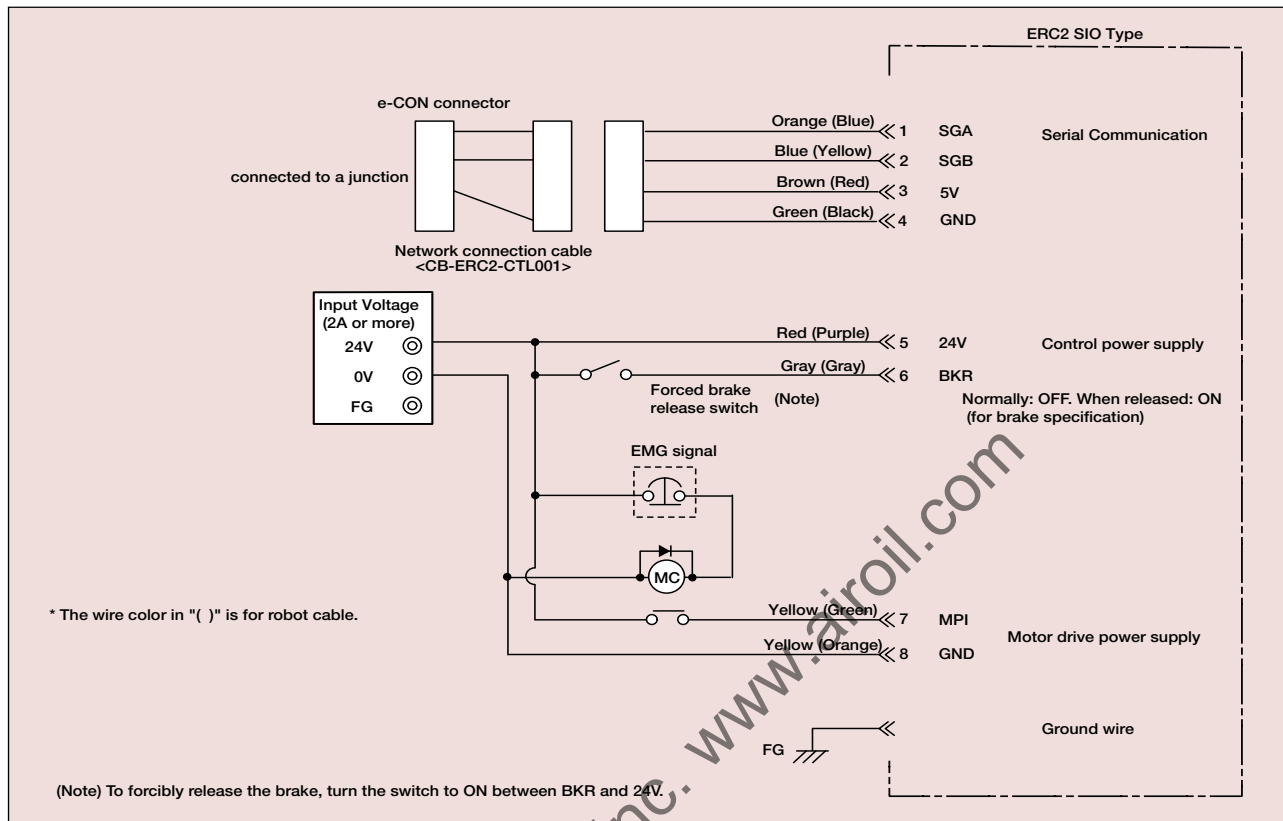 ERC2 SIO Type
e-CON connector
connected to a junction
Network connection cable
<CB-ERC2-CTL001>
Orange (Blue) 1 SGA Serial Communication
Blue (Yellow) 2 SGB
Brown (Red) 3 5V
Green (Black) 4 GND
Input Voltage
(2A or more)
24V
0V
FG
Red (Purple) 5 24V Control power supply
Gray (Gray) 6 BKR
Forced brake
release switch
(Note)
Normally: OFF. When released: ON
(for brake specification)
EMG signal
MC
* The wire color in "( )" is for robot cable.
Yellow (Green) 7 MPI
Motor drive power supply
Yellow (Orange) 8 GND
FG
Ground wire
(Note) To forcibly release the brake, turn the switch to ON between BKR and 24V.
inc. www.airoil.com